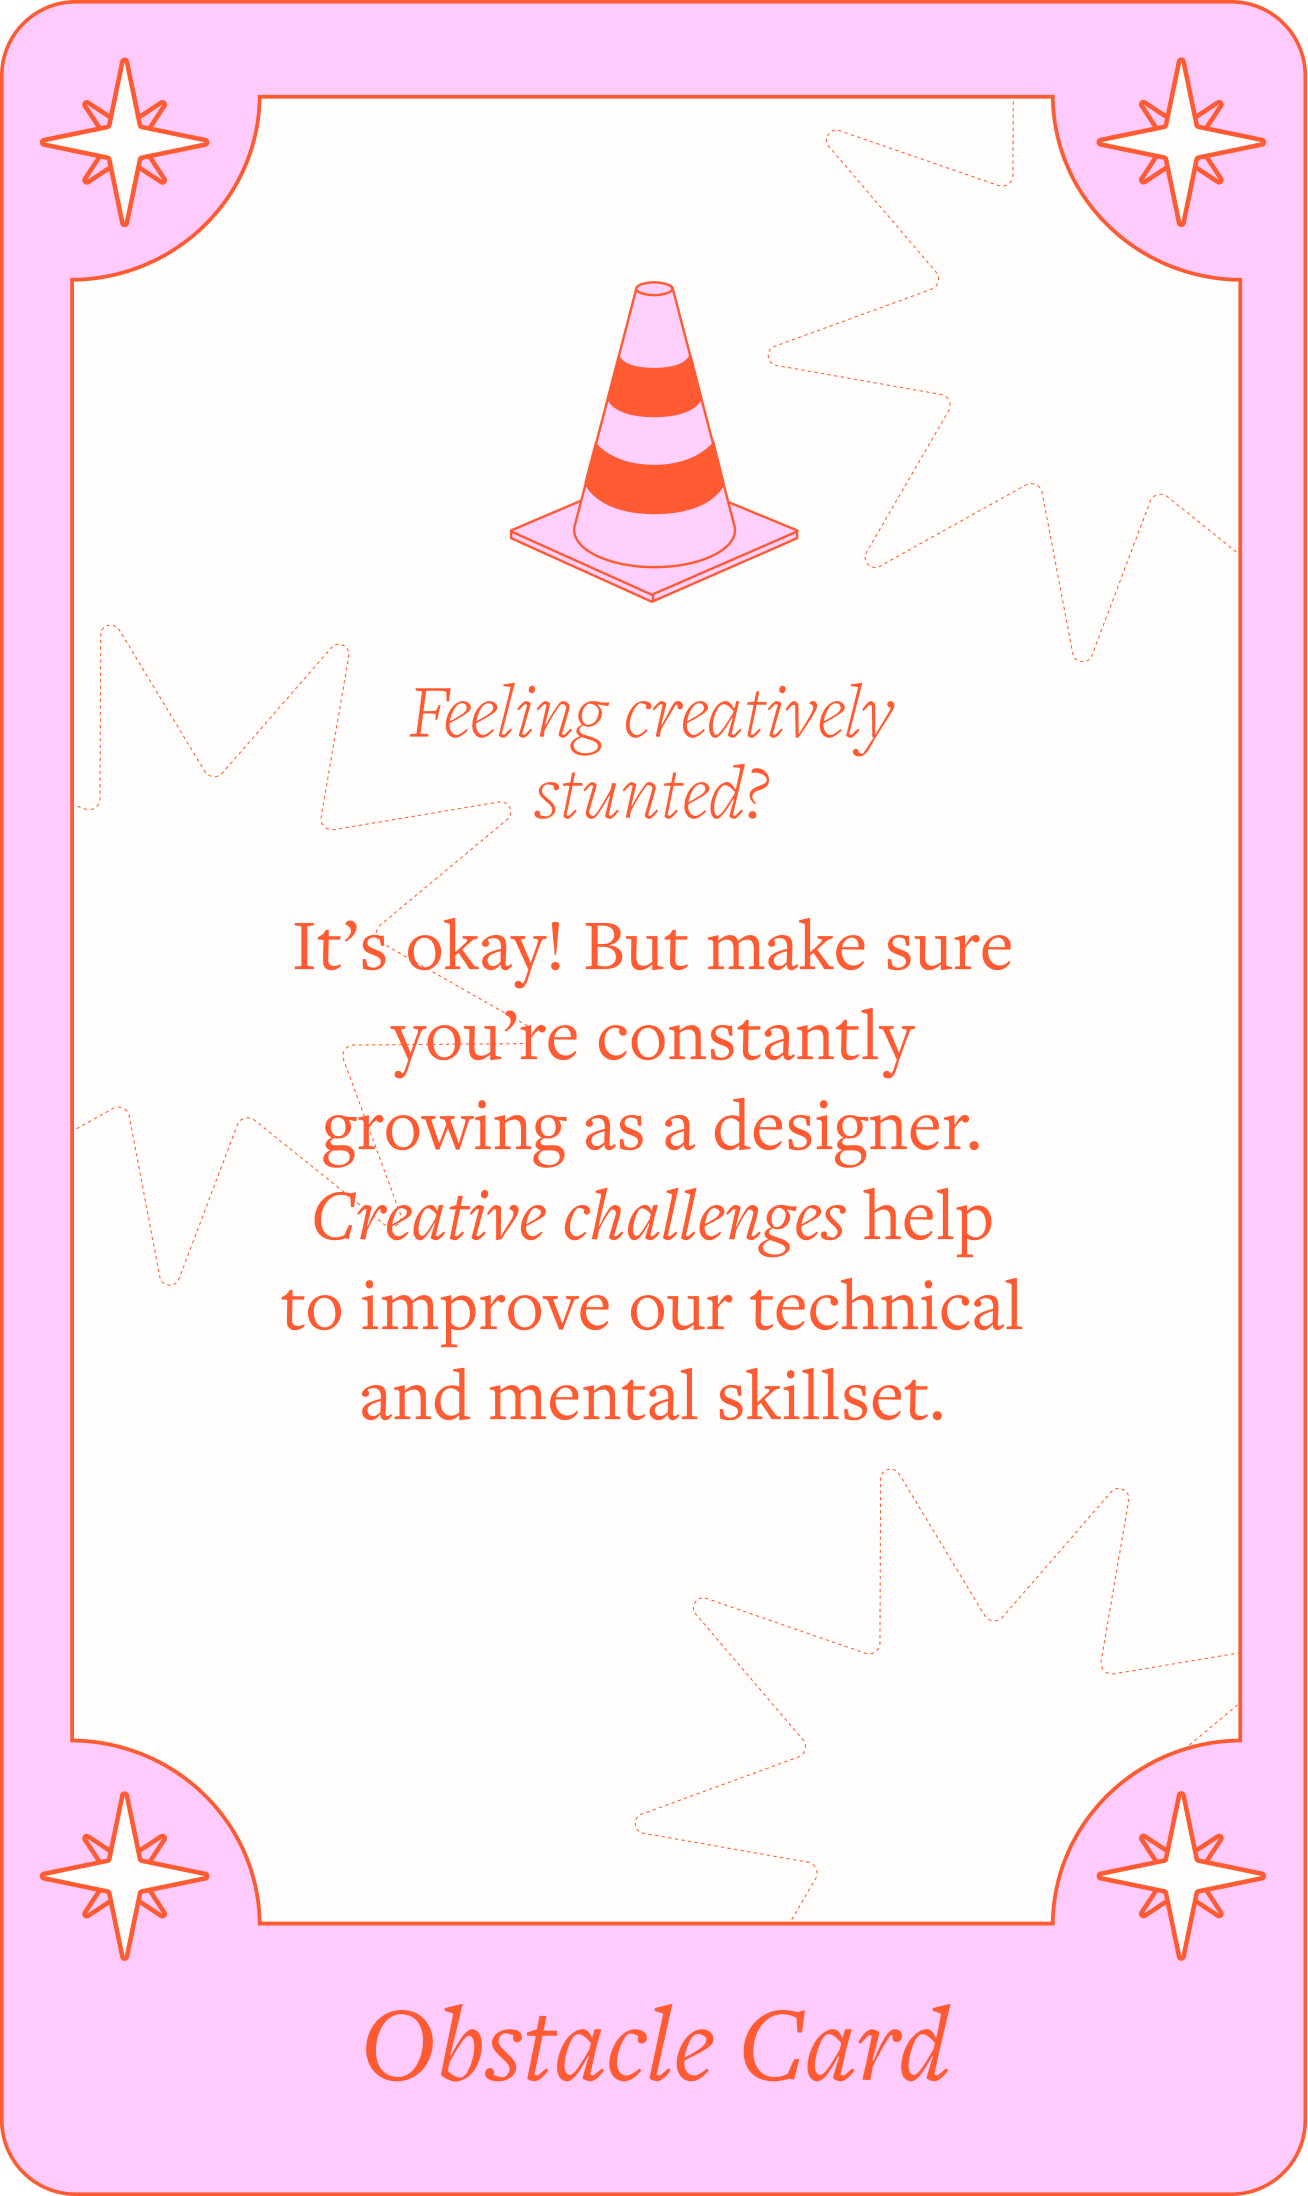 Feeling creatively
stunted?
It’s okay! But make sure
you’re constantly
growing as a designer.
Creative challenges help
to improve our technical
and mental skillset.
Obstacle Card